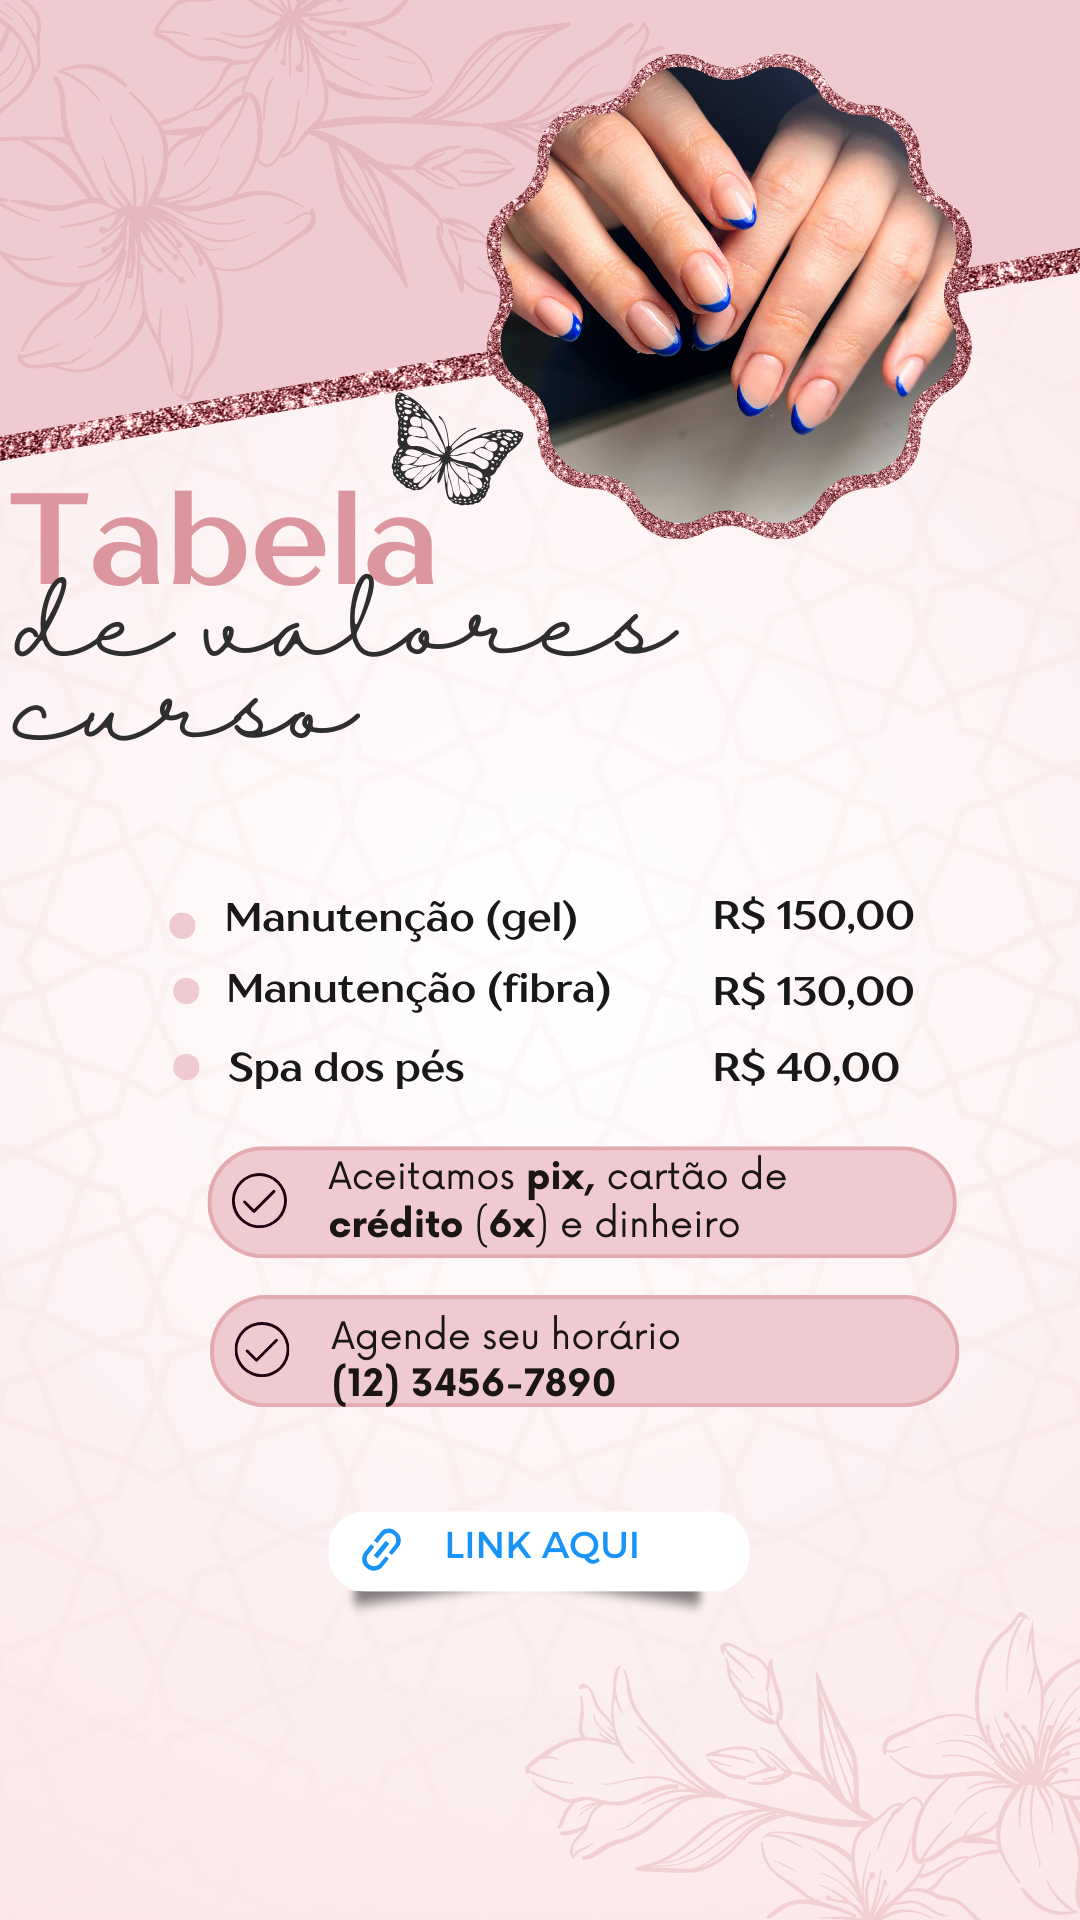 Tabela
de valores
curso
Manutenção (gel) R$ 150,00
Manutenção (fibra) R$ 130,00
Spa dos pés R$ 40,00
Aceitamos pix, cartão de
crédito (6x) e dinheiro
Agende seu horário
(12) 3456-7890
LINK AQUI